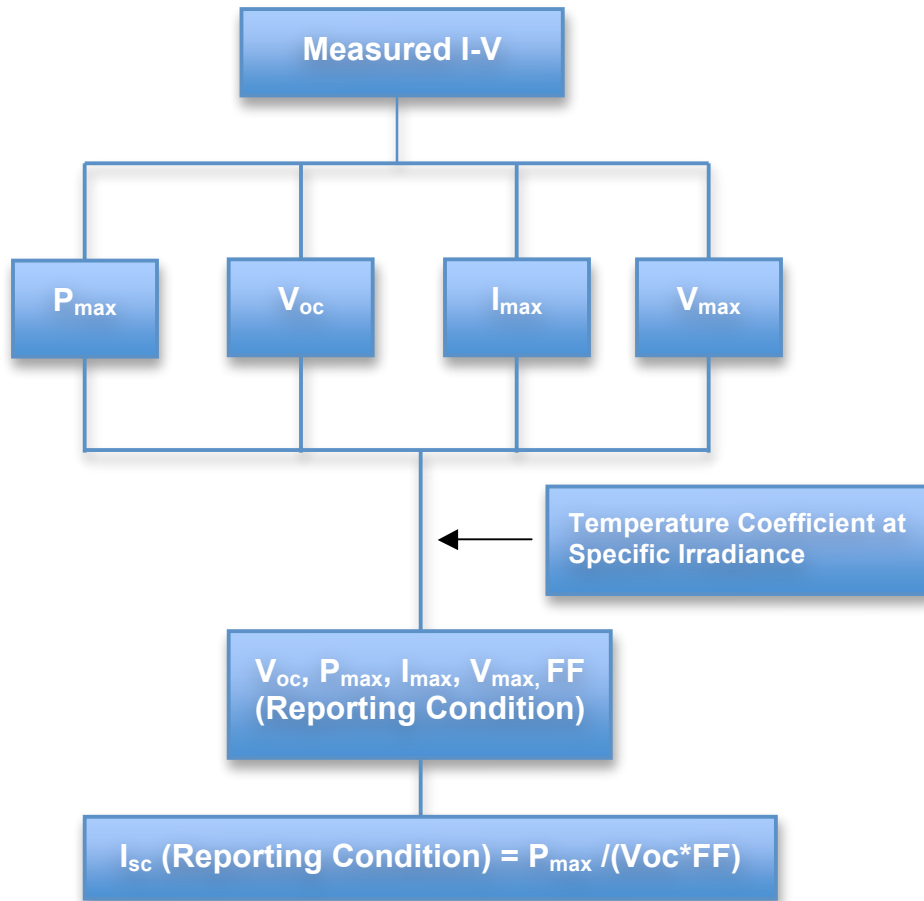 Measured I-V
Pmax
Voc
Imax
Vmax
Temperature Coefficient at
Specific Irradiance
Voc, Pmax, Imax, Vmax, FF
(Reporting Condition)
Isc (Reporting Condition) = Pmax /(Voc*FF)